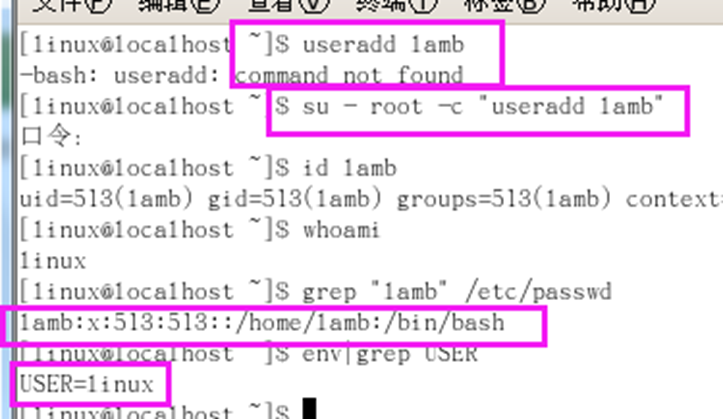 文件(F) 编辑(E) 查看(V) 终端(T) 标签(B) 帮助(H)
[linux@localhost ~]$ useradd lamb
-bash: useradd: command not found
[linux@localhost ~]$ su - root -c "useradd lamb"
口令:
[linux@localhost ~]$ id lamb
uid=513(lamb) gid=513(lamb) groups=513(lamb) context=
[linux@localhost ~]$ whoami
linux
[linux@localhost ~]$ grep "lamb" /etc/passwd
lamb:x:513:513::/home/lamb:/bin/bash
[linux@localhost ~]$ env|grep USER
USER=linux
[linux@localhost ~]$